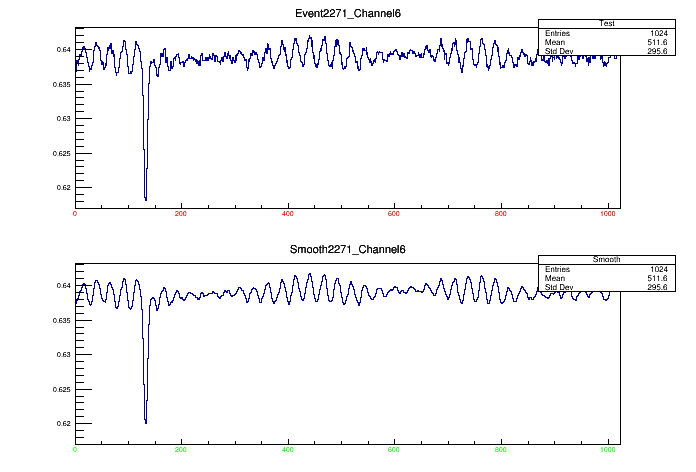 Event2271_Channel6
Test
Entries 1024
Mean 511.6
Std Dev 295.6
0.64
0.635
0.63
0.625
0.62
0 200 400 600 800 1000
Smooth2271_Channel6
Smooth
Entries 1024
Mean 511.6
Std Dev 295.6
0.64
0.635
0.63
0.625
0.62
0 200 400 600 800 1000